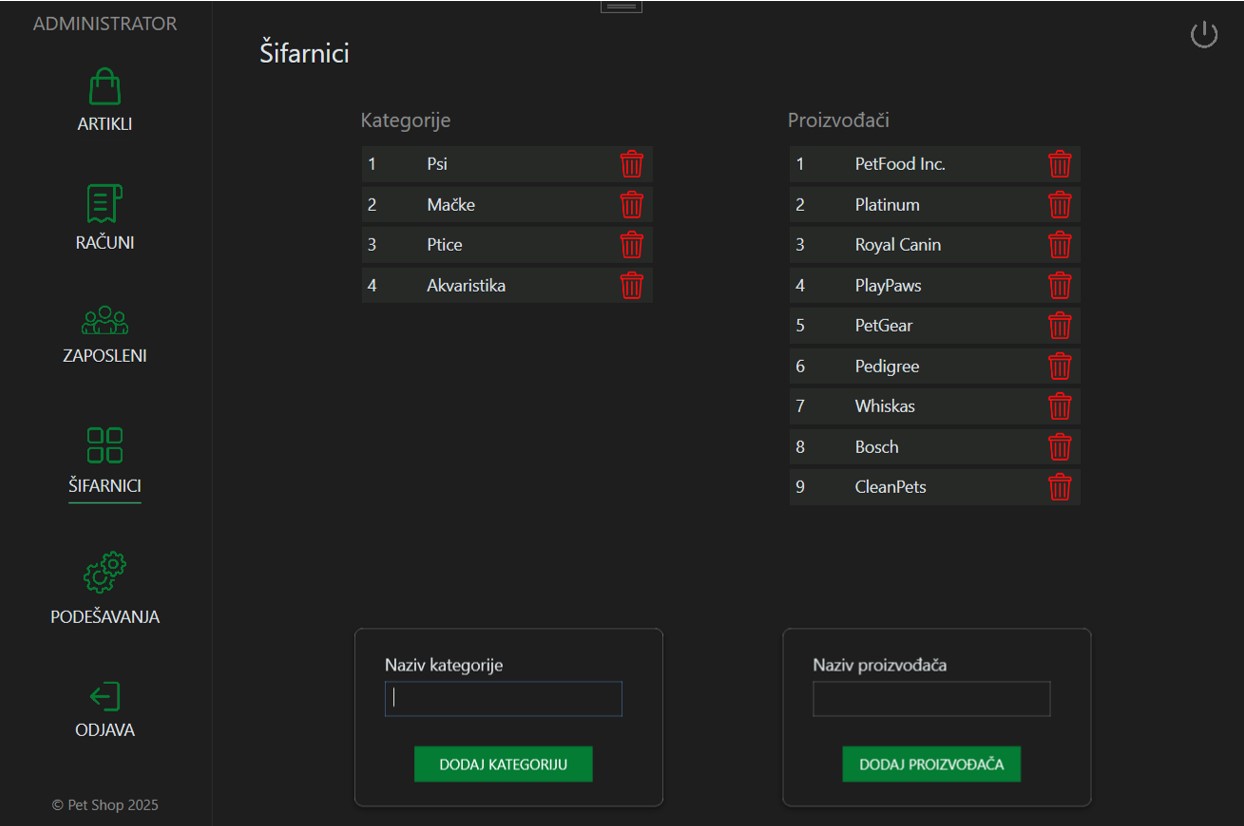 ADMINISTRATOR
ARTIKLI
RAČUNI
ZAPOSLENI
ŠIFARNICI
PODEŠAVANJA
ODJAVA
© Pet Shop 2025
Šifarnici
Kategorije
1 Psi
2 Mačke
3 Ptice
4 Akvaristika
Naziv kategorije
DODAJ KATEGORIJU
Proizvođači
1 PetFood Inc.
2 Platinum
3 Royal Canin
4 PlayPaws
5 PetGear
6 Pedigree
7 Whiskas
8 Bosch
9 CleanPets
Naziv proizvođača
DODAJ PROIZVOĐAČA